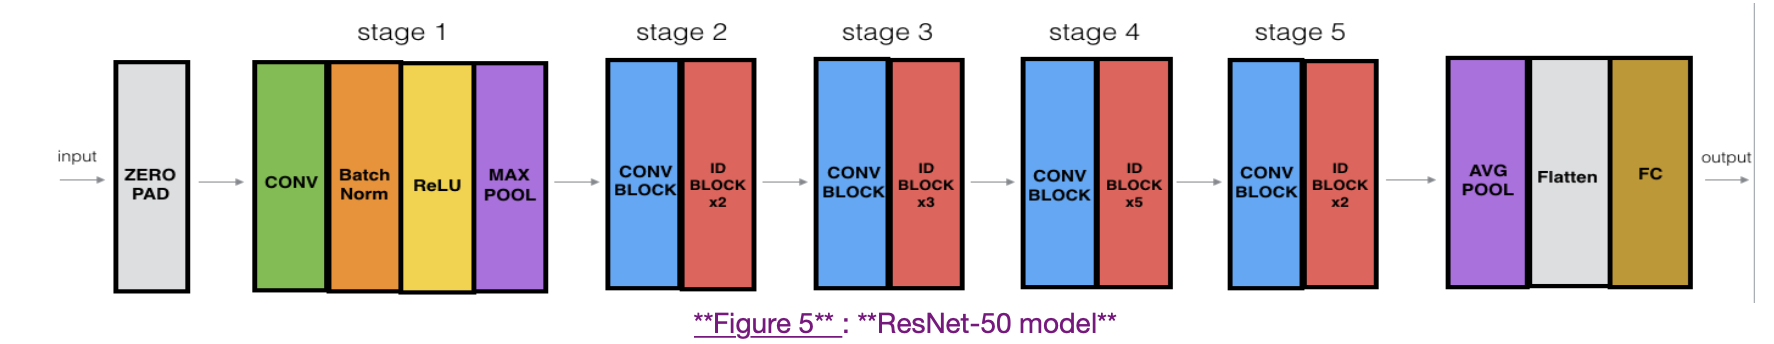 stage 1
stage 2
stage 3
stage 4
stage 5
input
ZERO
PAD
CONV
Batch
Norm
ReLU
MAX
POOL
CONV
BLOCK
ID
BLOCK
x2
CONV
BLOCK
ID
BLOCK
x3
CONV
BLOCK
ID
BLOCK
x5
CONV
BLOCK
ID
BLOCK
x2
AVG
POOL
Flatten
FC
output
**Figure 5** : **ResNet-50 model**